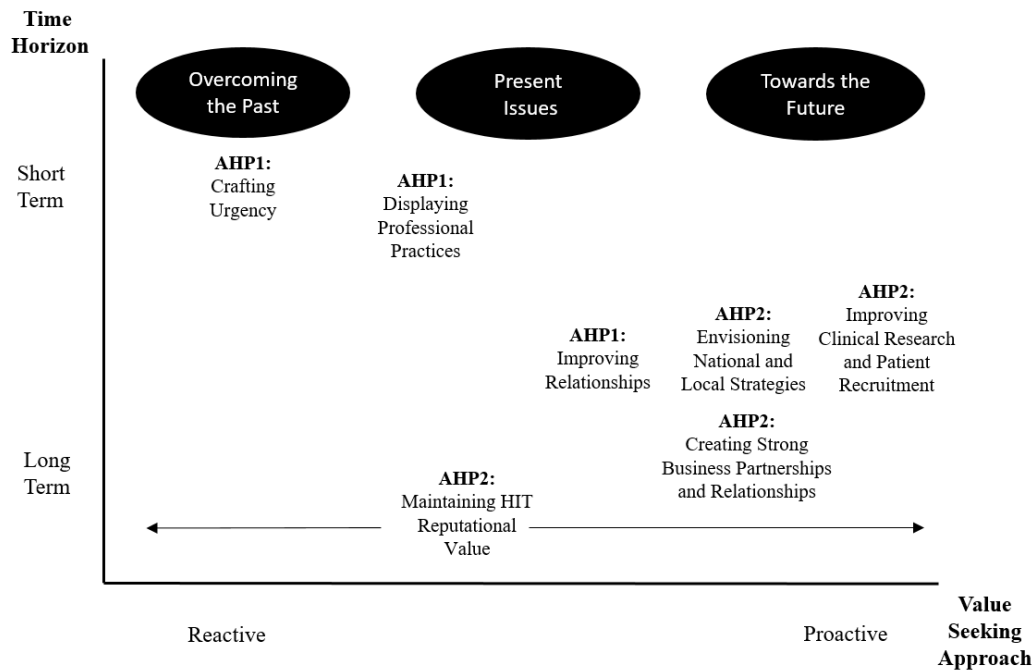 Time
Horizon
Overcoming
the Past
Present
Issues
Towards the
Future
Short
Term
AHP1:
Crafting
Urgency
AHP1:
Displaying
Professional
Practices
AHP1:
Improving
Relationships
AHP2:
Envisioning
National and
Local Strategies
AHP2:
Improving
Clinical Research
and Patient
Recruitment
Long
Term
AHP2:
Maintaining HIT
Reputational
Value
AHP2:
Creating Strong
Business Partnerships
and Relationships
Reactive
Proactive
Value
Seeking
Approach